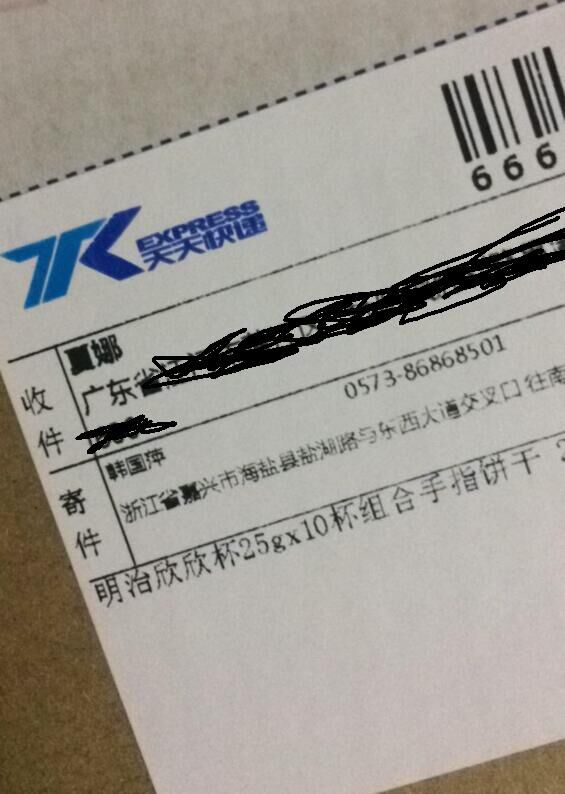 666
EXPRESS
天天快递
收件
夏娜
广东省
0573-86868501
寄件
韩国萍
浙江省嘉兴市海盐县盐湖路与东西大道交叉口往南
明治欣欣杯25gx10杯组合手指饼干 2